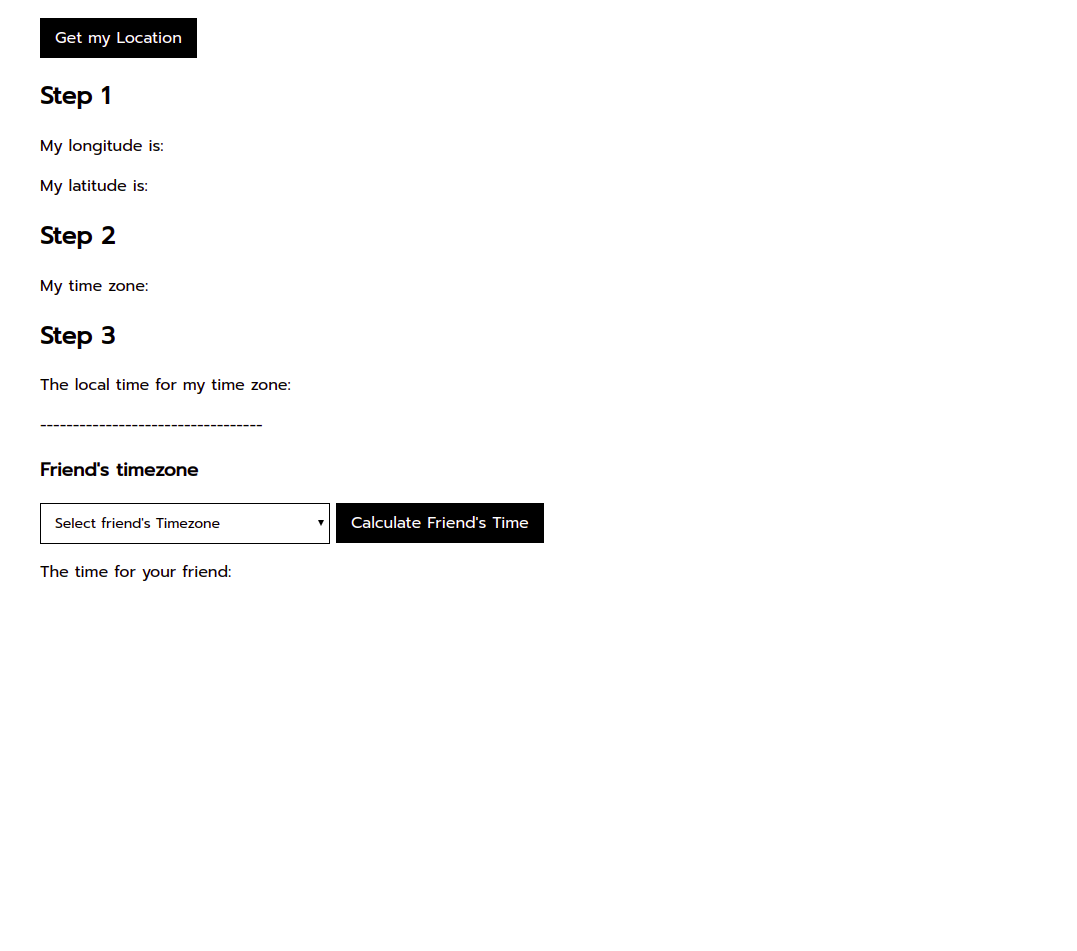 Get my Location
Step 1
My longitude is:
My latitude is:
Step 2
My time zone:
Step 3
The local time for my time zone:
----------------------------------
Friend's timezone
Select friend's Timezone
Calculate Friend's Time
The time for your friend: